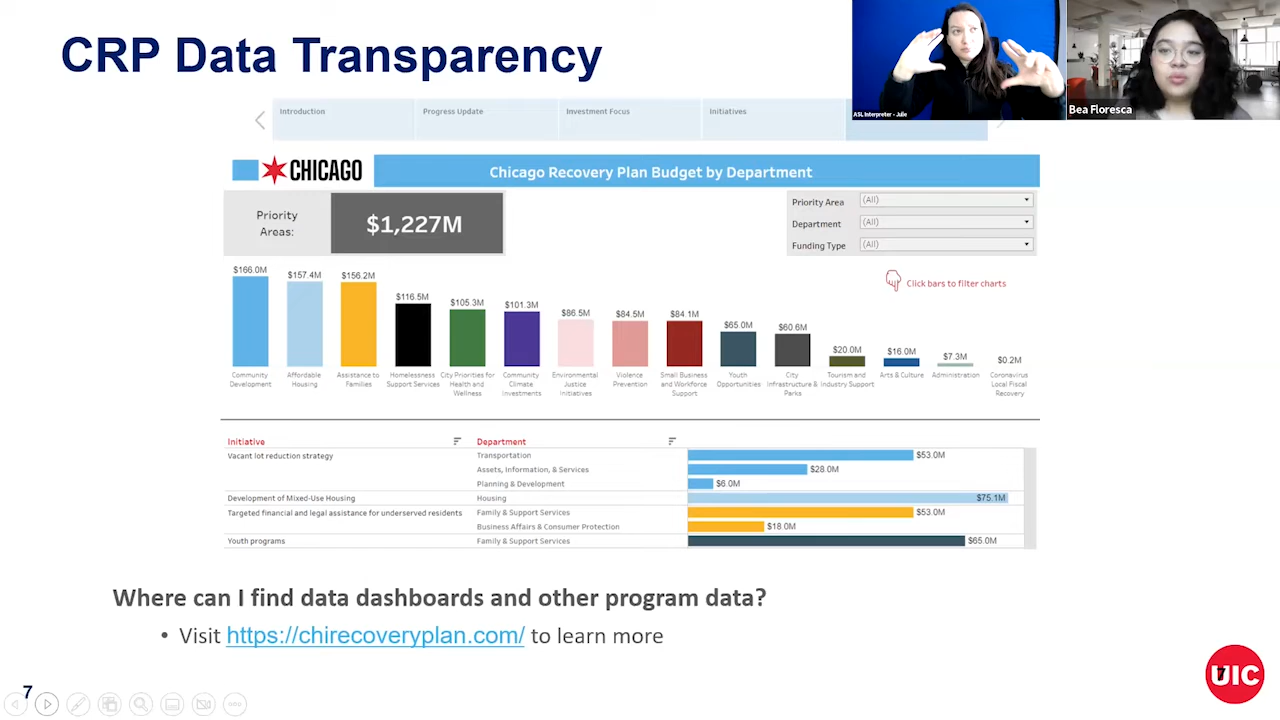 CRP Data Transparency
ASL Interpreter - Julie
Bea Floresca
Introduction
Progress Update
Investment Focus
Initiatives
CHICAGO
Chicago Recovery Plan Budget by Department
Priority
Areas:
$1,227M
Priority Area
(All)
Department
(All)
Funding Type
(All)
Click bars to filter charts
$166.0M
$157.4M
$156.2M
$116.5M
$105.3M
$101.3M
$86.5M
$84.5M
$84.1M
$65.0M
$60.6M
$20.0M
$16.0M
$7.3M
$0.2M
Community
Development
Affordable
Housing
Assistance to
Families
Homelessness
Support Services
City Priorities for
Health and
Wellness
Community
Climate
Investments
Environmental
Justice
Initiatives
Violence
Prevention
Small Business
and Workforce
Support
Youth
Opportunities
City
Infrastructure &
Parks
Tourism and
Industry Support
Arts & Culture
Administration
Coronavirus
Local Fiscal
Recovery
Initiative
Department
Vacant lot reduction strategy
Transportation
$53.0M
Assets, Information, & Services
$28.0M
Planning & Development
$6.0M
Development of Mixed-Use Housing
Housing
$75.1M
Targeted financial and legal assistance for underserved residents
Family & Support Services
$53.0M
Business Affairs & Consumer Protection
$18.0M
Youth programs
Family & Support Services
$65.0M
Where can I find data dashboards and other program data?
• Visit https://chirecoveryplan.com/ to learn more
7
UIC
7